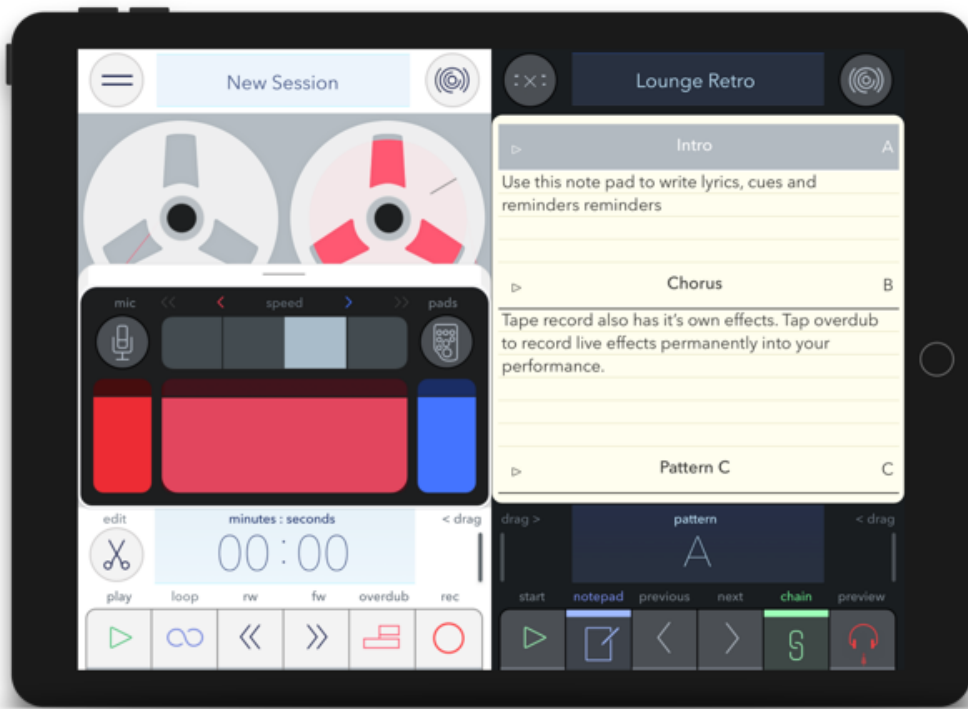 New Session
mic << < speed > >> pads
edit minutes : seconds < drag
00:00
play loop rw fw overdub rec
:×: Lounge Retro
▷ Intro A
Use this note pad to write lyrics, cues and
reminders reminders
▷ Chorus B
Tape record also has it's own effects. Tap overdub
to record live effects permanently into your
performance.
▷ Pattern C C
drag > pattern < drag
A
start notepad previous next chain preview